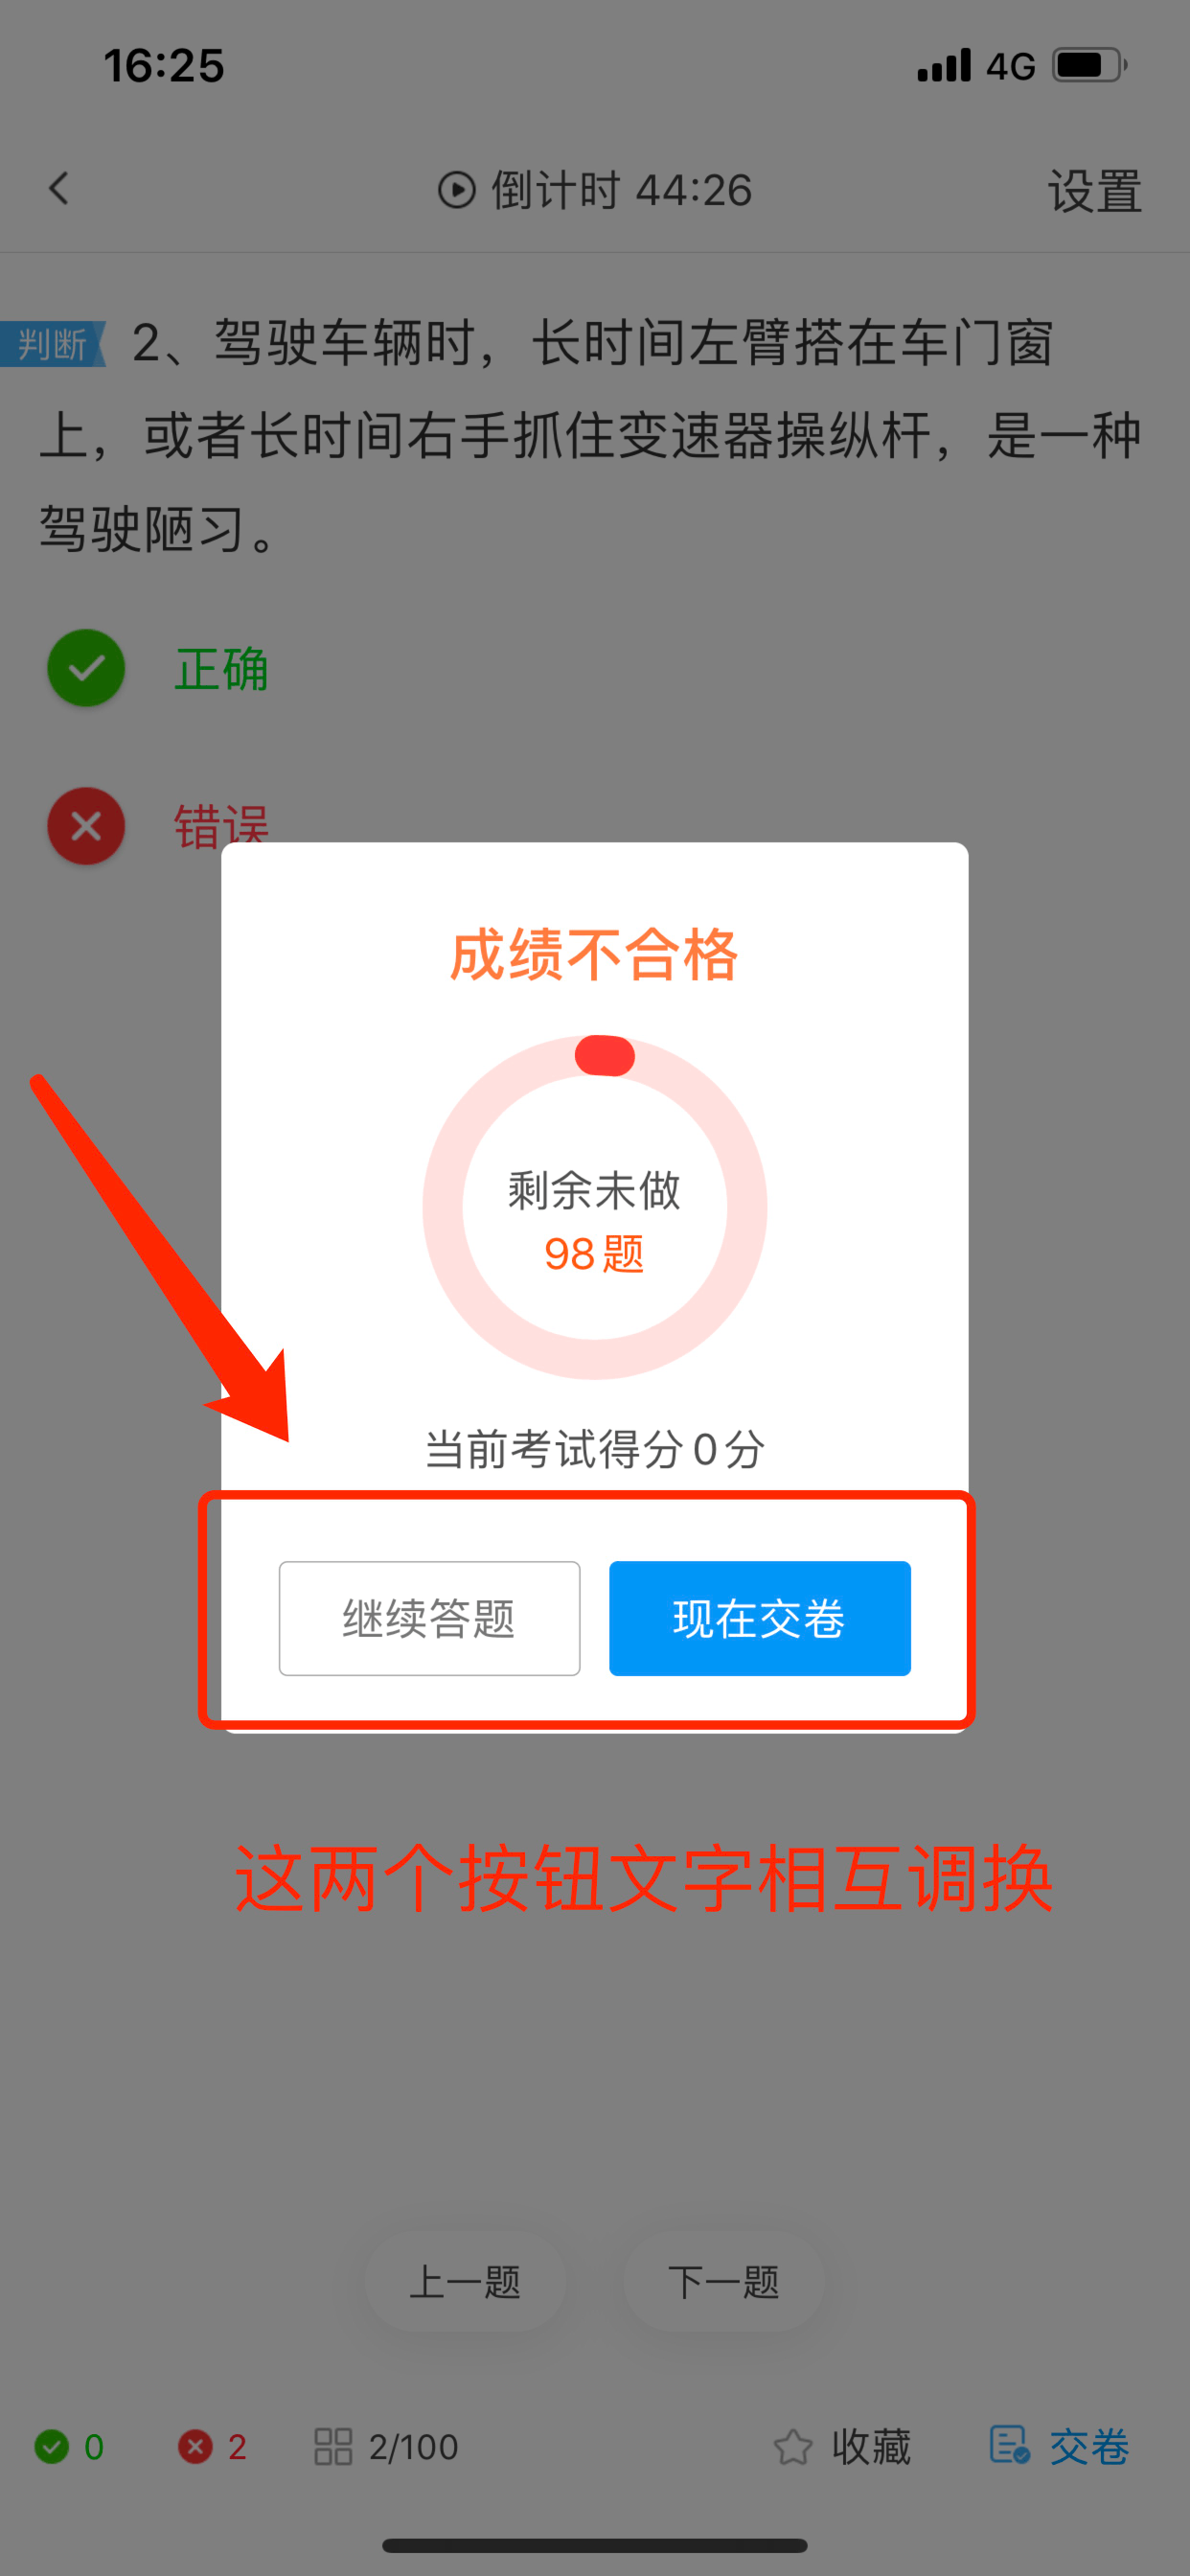 16:25 4G
倒计时 44:26 设置
判断 2、驾驶车辆时，长时间左臂搭在车门窗
上，或者长时间右手抓住变速器操纵杆，是一种
驾驶陋习。
正确
错误
成绩不合格
剩余未做
98题
当前考试得分0分
继续答题 现在交卷
这两个按钮文字相互调换
上一题 下一题
0 2 2/100 收藏 交卷